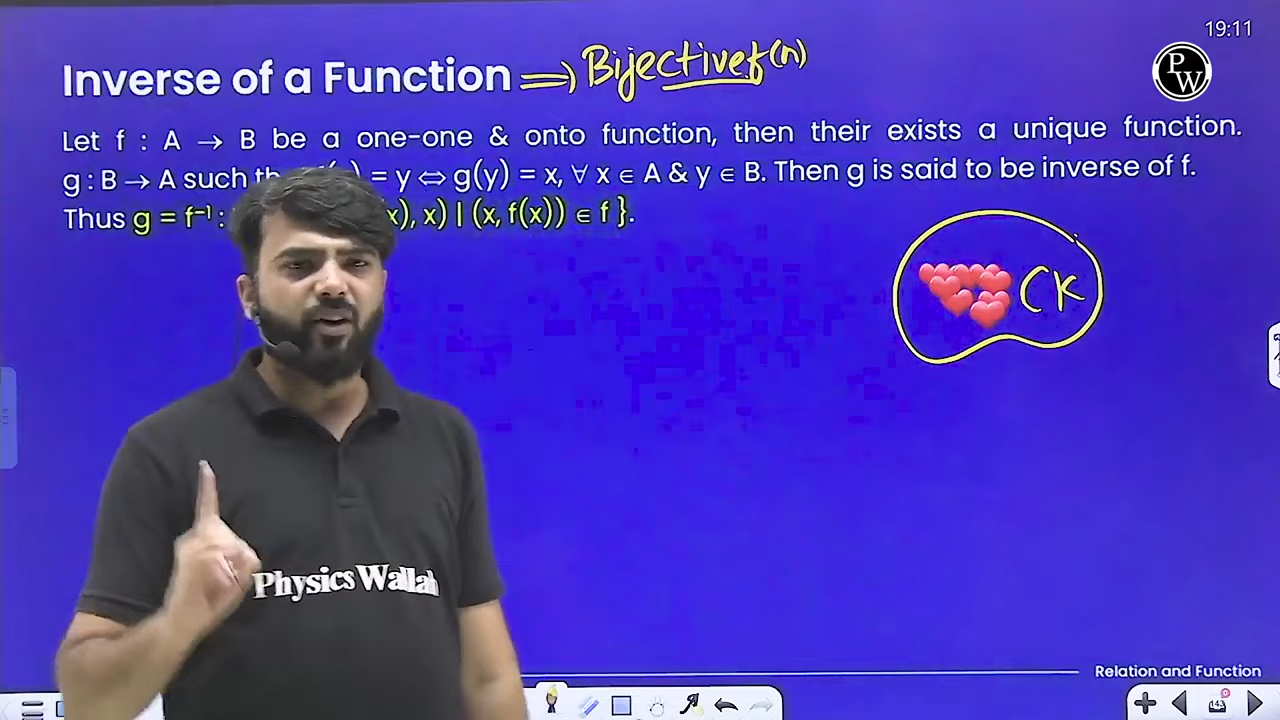 19:11
Inverse of a Function ⇒ Bijective f(n)
PW
Let f : A → B be a one-one & onto function, then their exists a unique function.
g : B → A such = y ⇔ g(y) = x, ∀ x ∈ A & y ∈ B. Then g is said to be inverse of f.
Thus g = f⁻¹ : x), x) | (x, f(x)) ∈ f }.
CK
Physics Wallah
Relation and Function